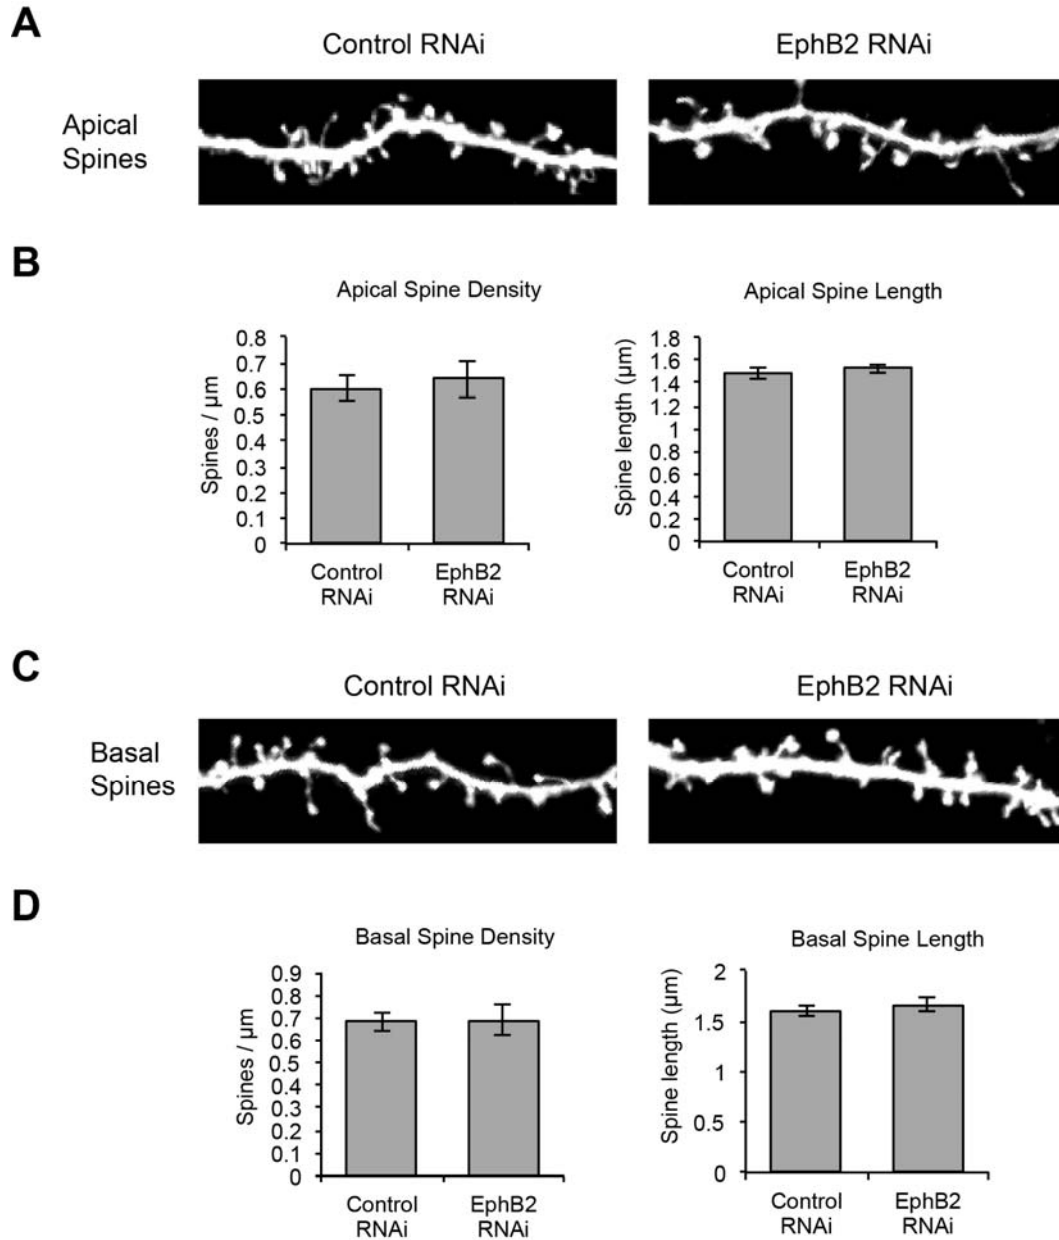 A
Control RNAi
EphB2 RNAi
Apical
Spines
B
Apical Spine Density
Spines / μm
0.8
0.7
0.6
0.5
0.4
0.3
0.2
0.1
0
Control
RNAi
EphB2
RNAi
Apical Spine Length
Spine length (μm)
1.8
1.6
1.4
1.2
1
0.8
0.6
0.4
0.2
0
Control
RNAi
EphB2
RNAi
C
Control RNAi
EphB2 RNAi
Basal
Spines
D
Basal Spine Density
Spines / μm
0.9
0.8
0.7
0.6
0.5
0.4
0.3
0.2
0.1
0
Control
RNAi
EphB2
RNAi
Basal Spine Length
Spine length (μm)
2
1.5
1
0.5
0
Control
RNAi
EphB2
RNAi